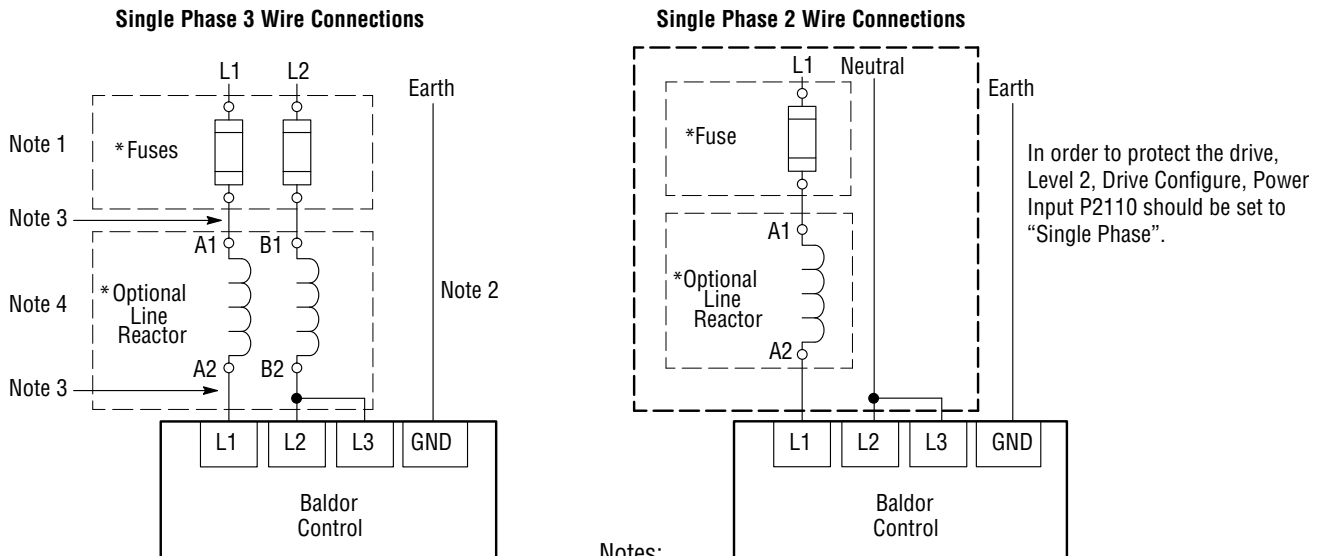 Single Phase 3 Wire Connections
L1 L2
Earth
Note 1
*Fuses
Note 3
A1 B1
Note 4
*Optional
Line
Reactor
Note 2
A2 B2
Note 3
L1 L2 L3 GND
Baldor
Control
Single Phase 2 Wire Connections
L1 Neutral
Earth
*Fuse
A1
*Optional
Line
Reactor
A2
L1 L2 L3 GND
Baldor
Control
In order to protect the drive,
Level 2, Drive Configure, Power
Input P2110 should be set to
“Single Phase”.
Notes: